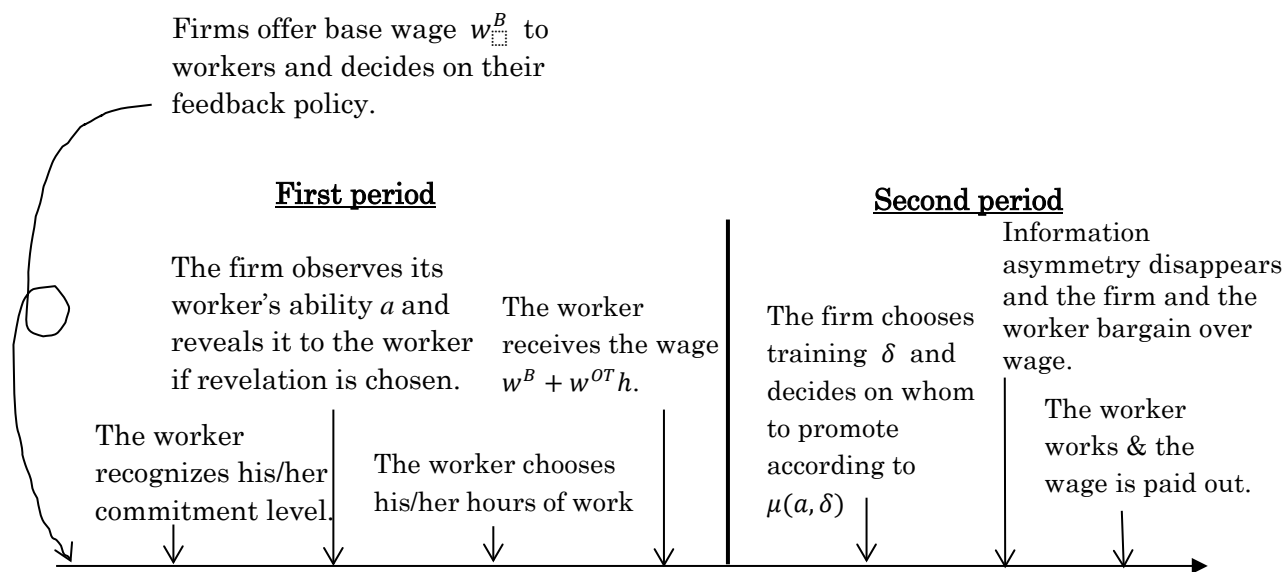 Firms offer base wage w^B to
workers and decides on their
feedback policy.
First period
Second period
The firm observes its
worker's ability a and
reveals it to the worker
if revelation is chosen.
The worker
receives the wage
w^B + w^{OT}h.
The worker
recognizes his/her
commitment level.
The worker chooses
his/her hours of work
The firm chooses
training δ and
decides on whom
to promote
according to
μ(a, δ)
Information
asymmetry disappears
and the firm and the
worker bargain over
wage.
The worker
works & the
wage is paid out.